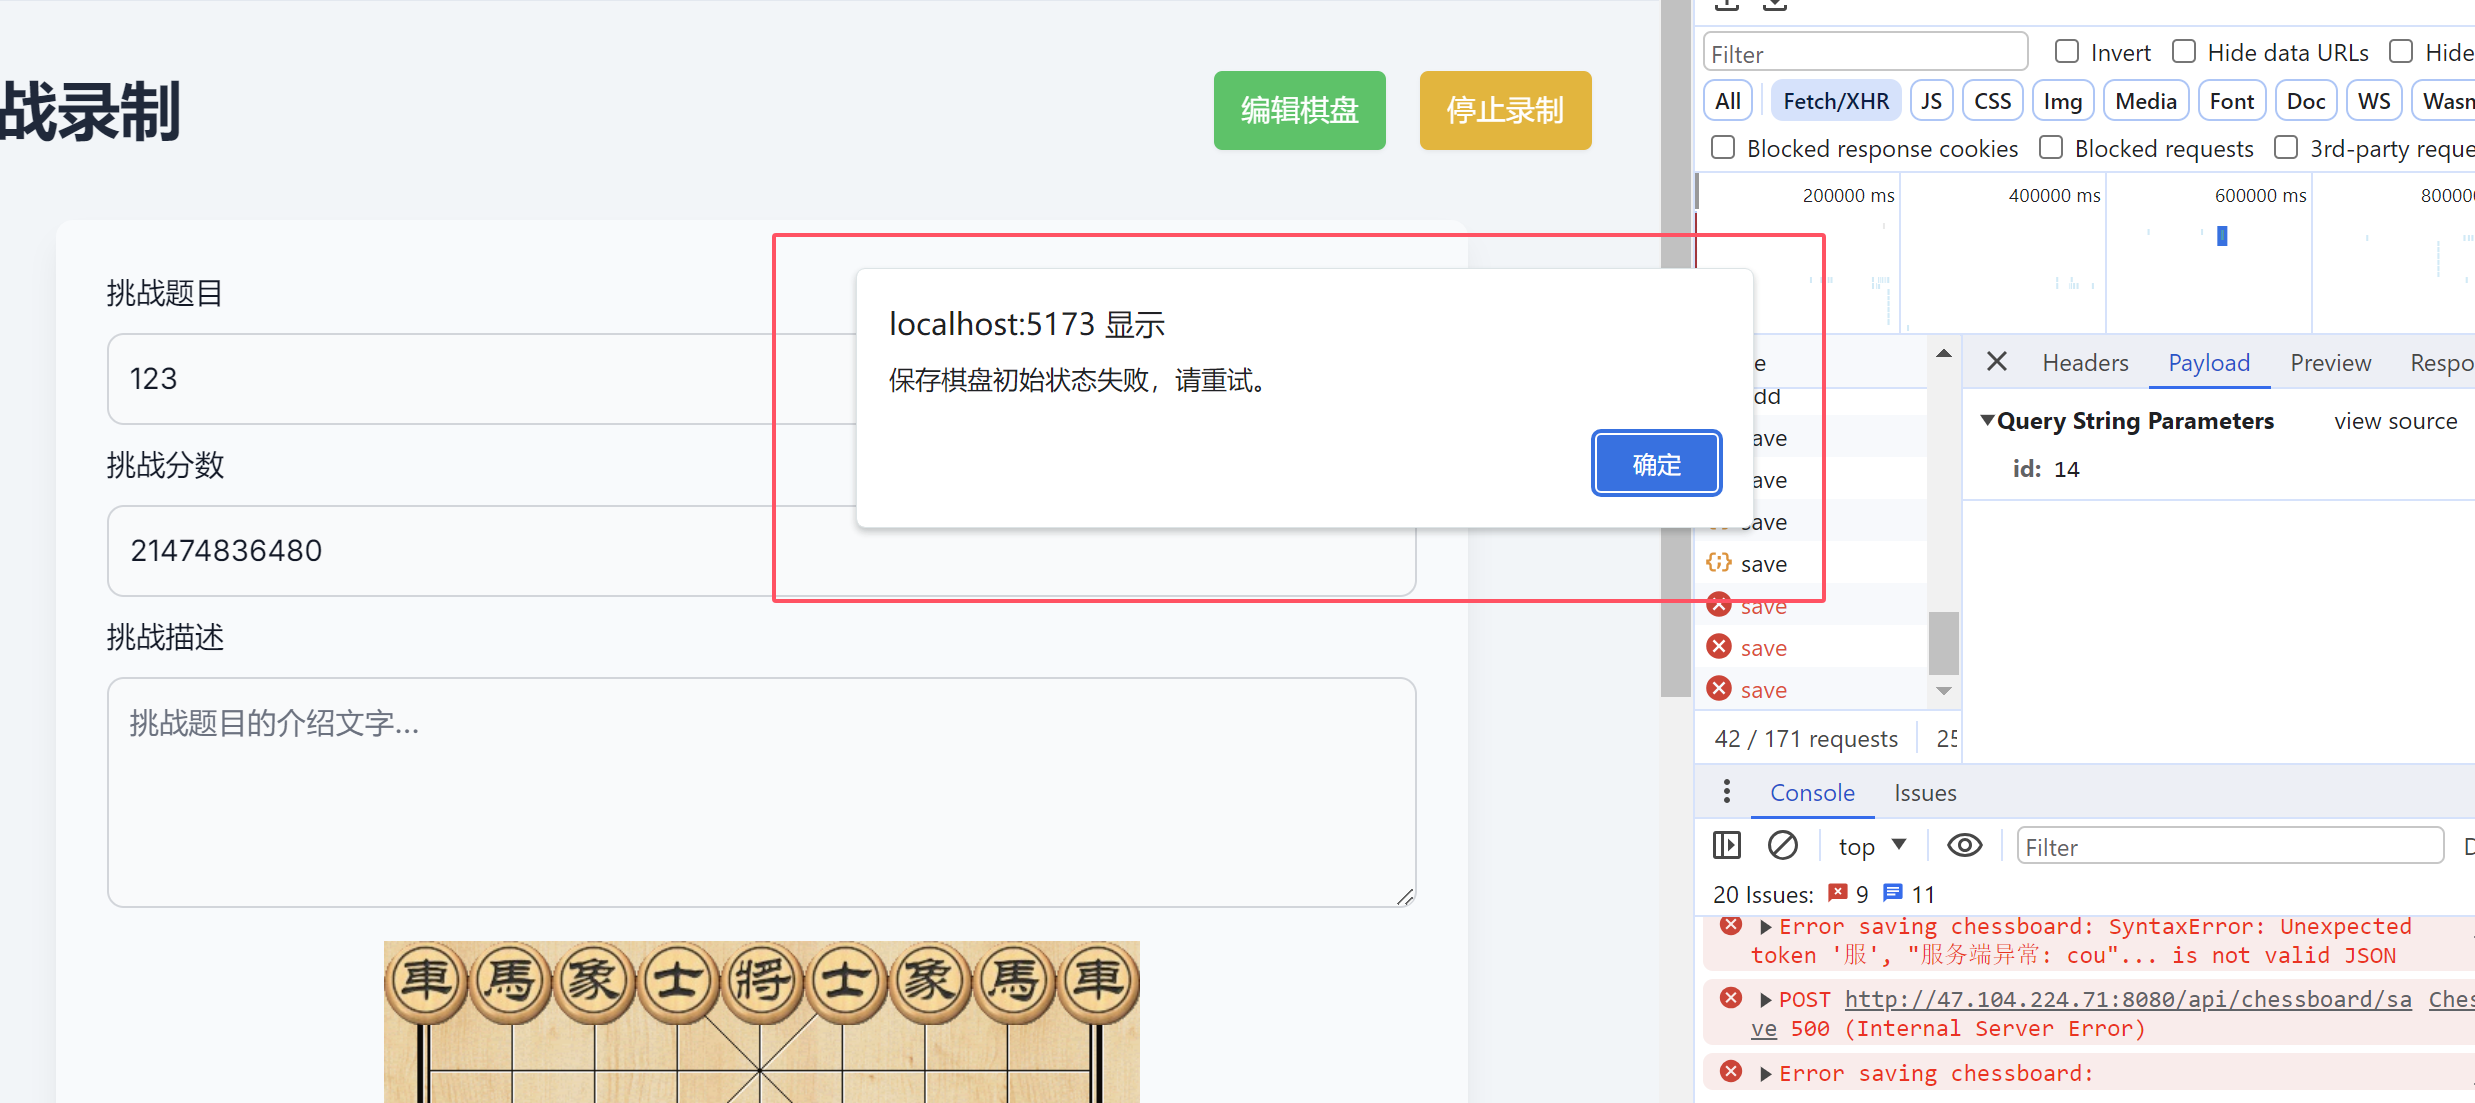 战录制
编辑棋盘
停止录制
挑战题目
123
挑战分数
21474836480
挑战描述
挑战题目的介绍文字...
localhost:5173 显示
保存棋盘初始状态失败，请重试。
确定
車 馬 象 士 將 士 象 馬 車
Filter
Invert
Hide data URLs
Hide
All
Fetch/XHR
JS
CSS
Img
Media
Font
Doc
WS
Wasm
Blocked response cookies
Blocked requests
3rd-party reque
200000 ms
400000 ms
600000 ms
80000
e
dd
ave
ave
save
save
save
save
save
Headers
Payload
Preview
Respo
Query String Parameters
view source
id: 14
42 / 171 requests
25
Console
Issues
top
Filter
D
20 Issues: 9 11
Error saving chessboard: SyntaxError: Unexpected
token '服', "服务端异常: cou"... is not valid JSON
POST http://47.104.224.71:8080/api/chessboard/sa Ches
ve 500 (Internal Server Error)
Error saving chessboard: